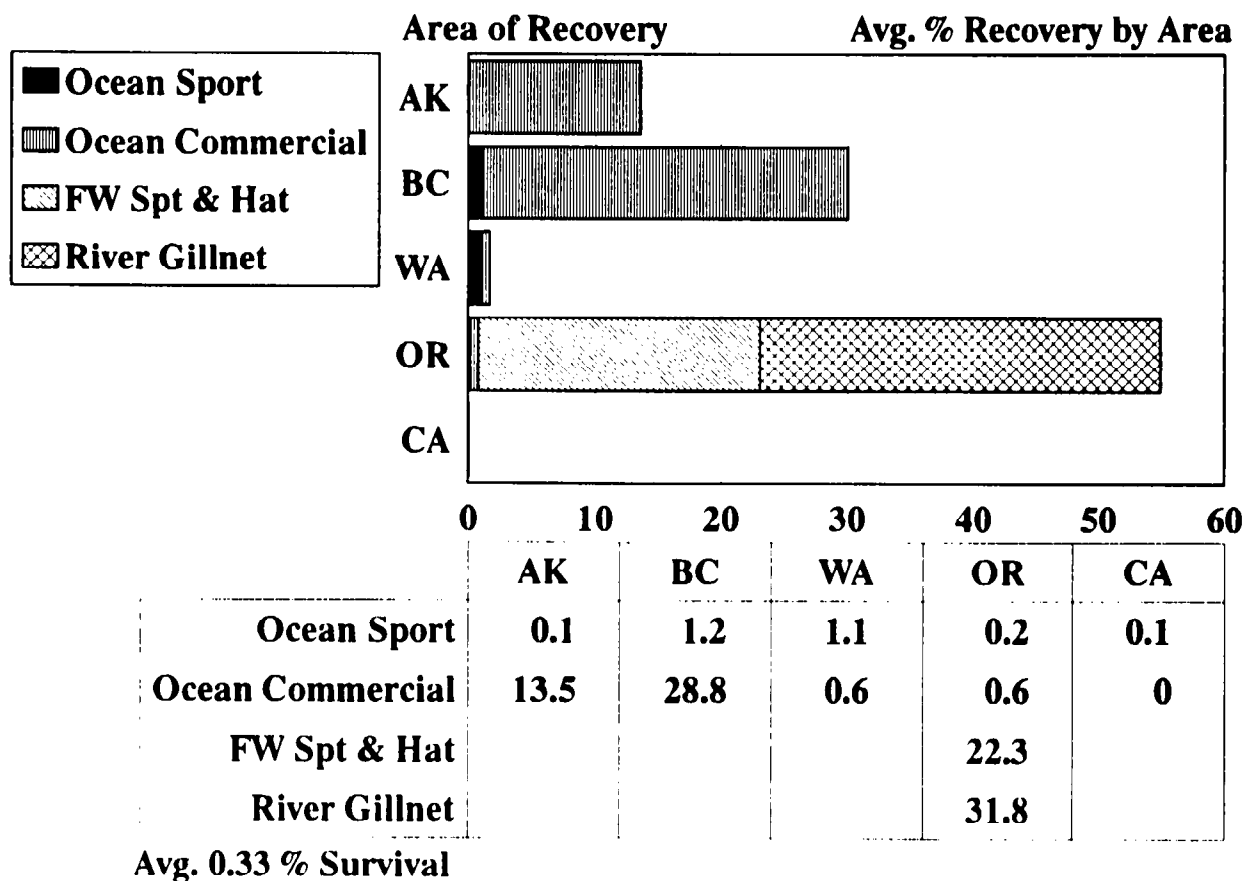 Area of Recovery Avg. % Recovery by Area
Ocean Sport
Ocean Commercial
FW Spt & Hat
River Gillnet
AK
BC
WA
OR
CA
0 10 20 30 40 50 60
AK BC WA OR CA
Ocean Sport 0.1 1.2 1.1 0.2 0.1
Ocean Commercial 13.5 28.8 0.6 0.6 0
FW Spt & Hat 22.3
River Gillnet 31.8
Avg. 0.33 % Survival